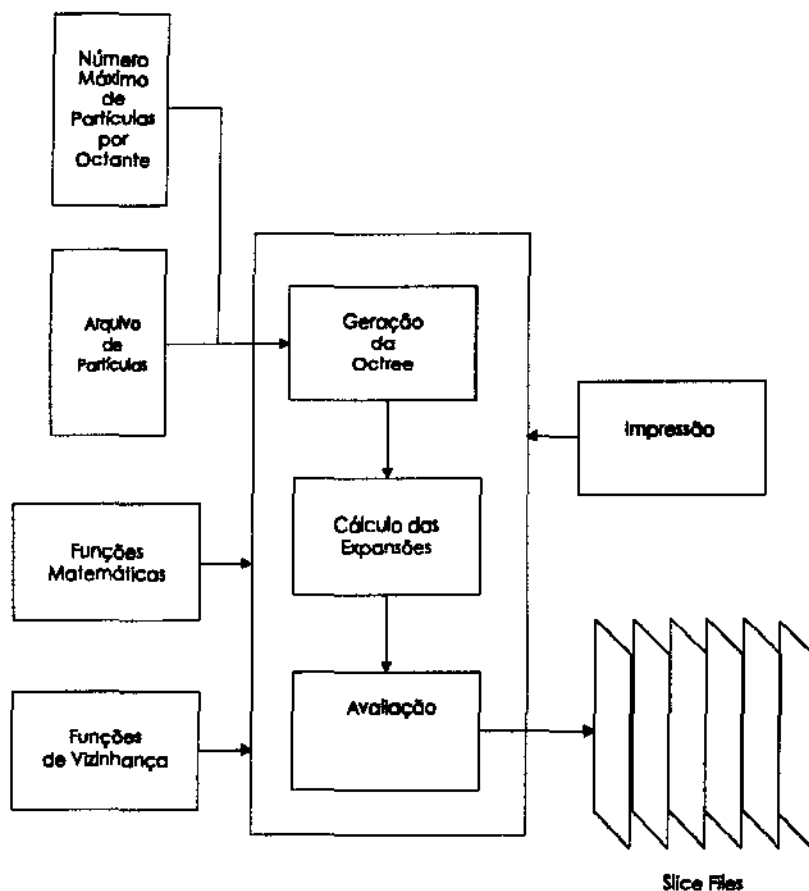 Número
Máximo
de
Partículas
por
Octante
Arquivo
de
Partículas
Geração
da
Octree
Impressão
Funções
Matemáticas
Cálculo das
Expansões
Funções
de Vizinhança
Avaliação
Slice Files